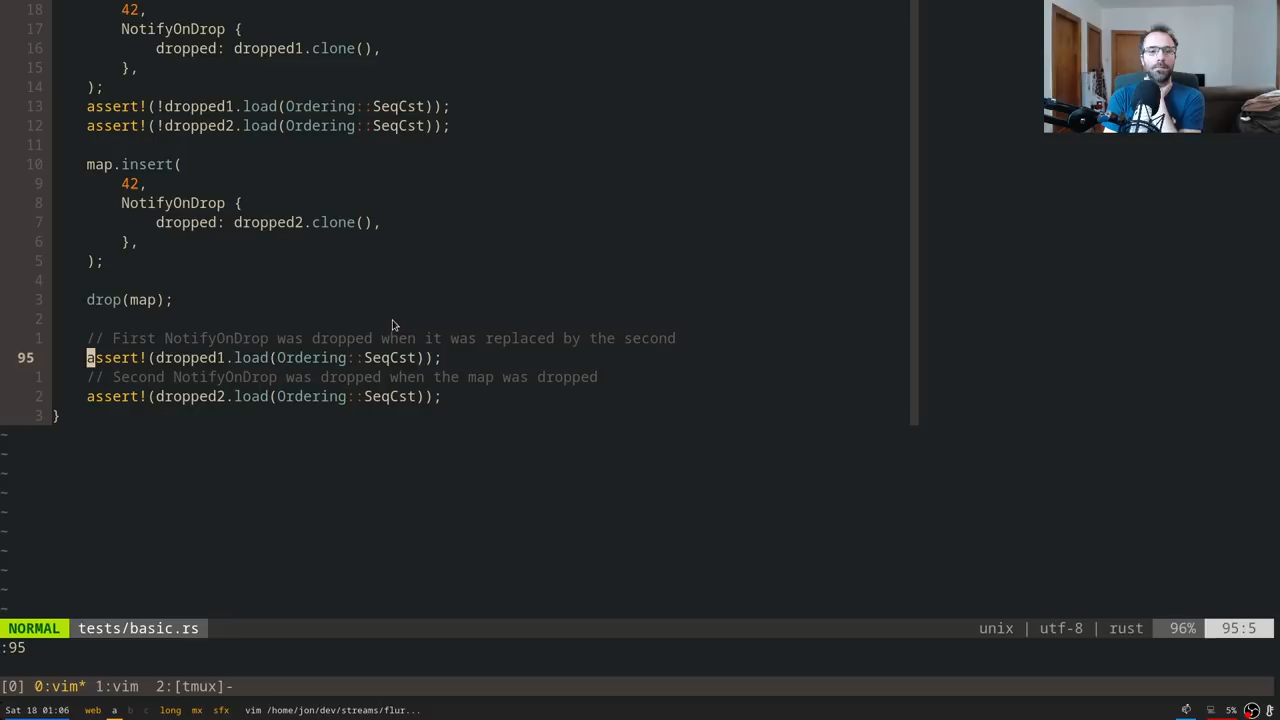 18 42,
17 NotifyOnDrop {
16 dropped: dropped1.clone(),
15 },
14 );
13 assert!(!dropped1.load(Ordering::SeqCst));
12 assert!(!dropped2.load(Ordering::SeqCst));
11
10 map.insert(
9 42,
8 NotifyOnDrop {
7 dropped: dropped2.clone(),
6 },
5 );
4
3 drop(map);
2
1 // First NotifyOnDrop was dropped when it was replaced by the second
95 assert!(dropped1.load(Ordering::SeqCst));
1 // Second NotifyOnDrop was dropped when the map was dropped
2 assert!(dropped2.load(Ordering::SeqCst));
3 }
~
~
~
~
~
~
~
~
~
~
NORMAL tests/basic.rs unix | utf-8 | rust 96% 95:5
:95
[0] 0:vim* 1:vim 2:[tmux]-
Sat 18 01:06 web a b c long mx sfx vim /home/jon/dev/streams/flur... 5%